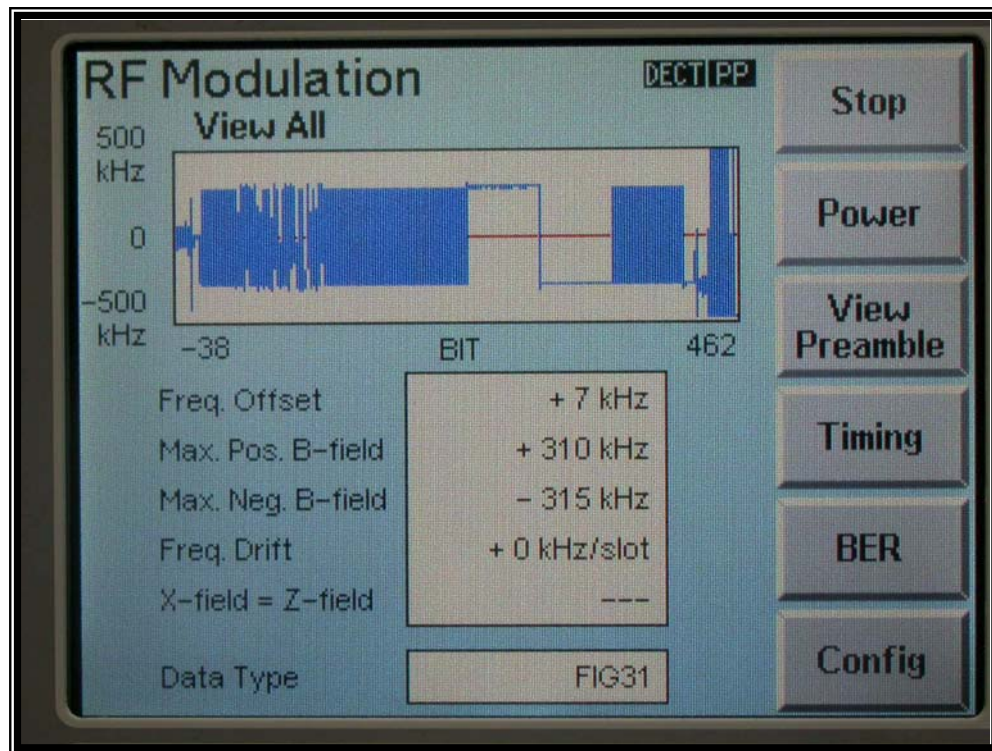 RF Modulation
DECT PP
View All
500
kHz
0
-500
kHz
-38
BIT
462
Freq. Offset
+ 7 kHz
Max. Pos. B-field
+ 310 kHz
Max. Neg. B-field
- 315 kHz
Freq. Drift
+ 0 kHz/slot
X-field = Z-field
---
Data Type
FIG31
Stop
Power
View
Preamble
Timing
BER
Config